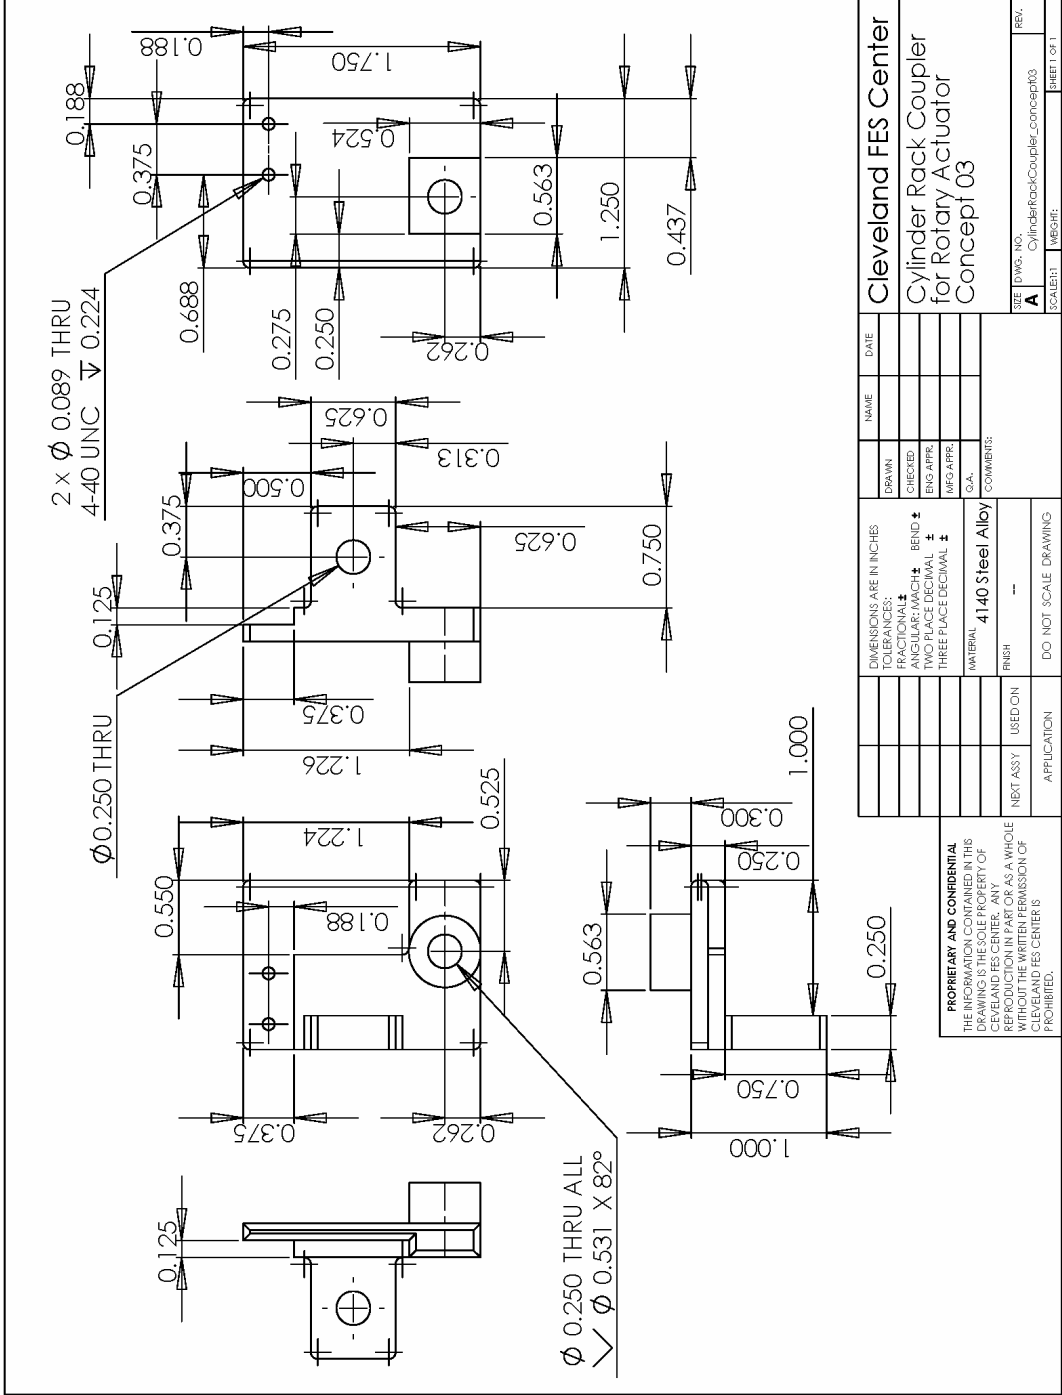 0.188
0.188
0.375
1.750
0.524
0.688
0.275
0.250
0.563
1.250
0.437
0.262
2 x Ø 0.089 THRU
4-40 UNC ↧ 0.224
0.625
0.313
0.500
0.375
0.625
0.750
0.125
Ø0.250 THRU
0.375
1.226
1.224
0.525
0.550
0.188
0.375
0.262
0.125
Ø 0.250 THRU ALL
⌵ Ø 0.531 X 82°
0.563
0.300
0.250
1.000
0.250
0.750
1.000
PROPRIETARY AND CONFIDENTIAL
THE INFORMATION CONTAINED IN THIS
DRAWING IS THE SOLE PROPERTY OF
CEVELAND FES CENTER. ANY
REPRODUCTION IN PART OR AS A WHOLE
WITHOUT THE WRITTEN PERMISSION OF
CLEVELAND FES CENTER IS
PROHIBITED.
NEXT ASSY
USED ON
APPLICATION
DIMENSIONS ARE IN INCHES
TOLERANCES:
FRACTIONAL±
ANGULAR: MACH± BEND ±
TWO PLACE DECIMAL ±
THREE PLACE DECIMAL ±
MATERIAL
4140 Steel Alloy
FINISH
--
DO NOT SCALE DRAWING
NAME
DATE
DRAWN
CHECKED
ENG APPR.
MFG APPR.
Q.A.
COMMENTS:
Cleveland FES Center
Cylinder Rack Coupler
for Rotary Actuator
Concept 03
SIZE
A
DWG. NO.
CylinderRackCoupler_concept03
REV.
SCALE:1:1
WEIGHT:
SHEET 1 OF 1